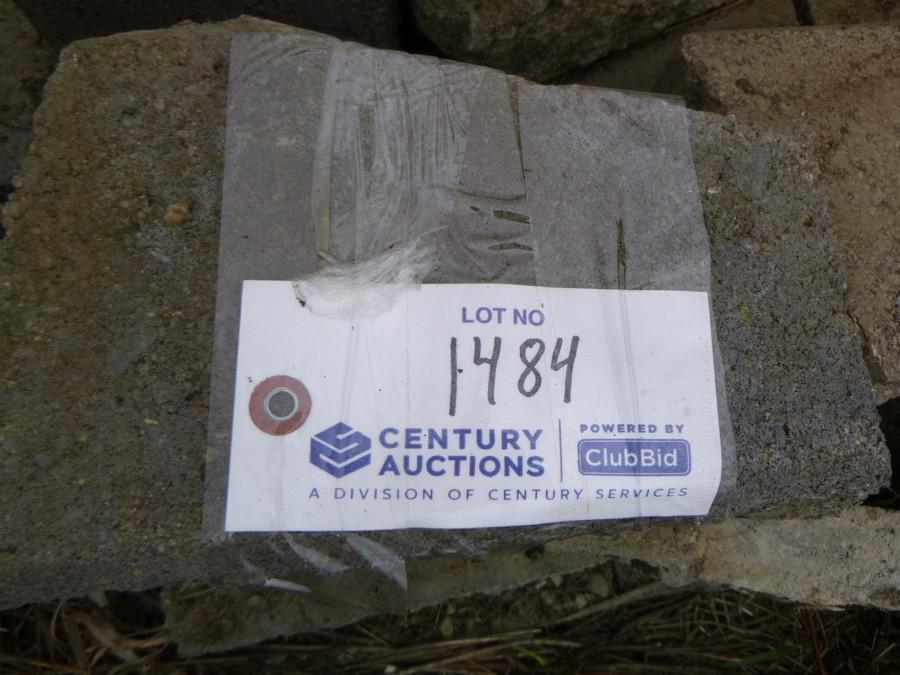 LOT NO
1484
CENTURY
AUCTIONS
POWERED BY
ClubBid
A DIVISION OF CENTURY SERVICES